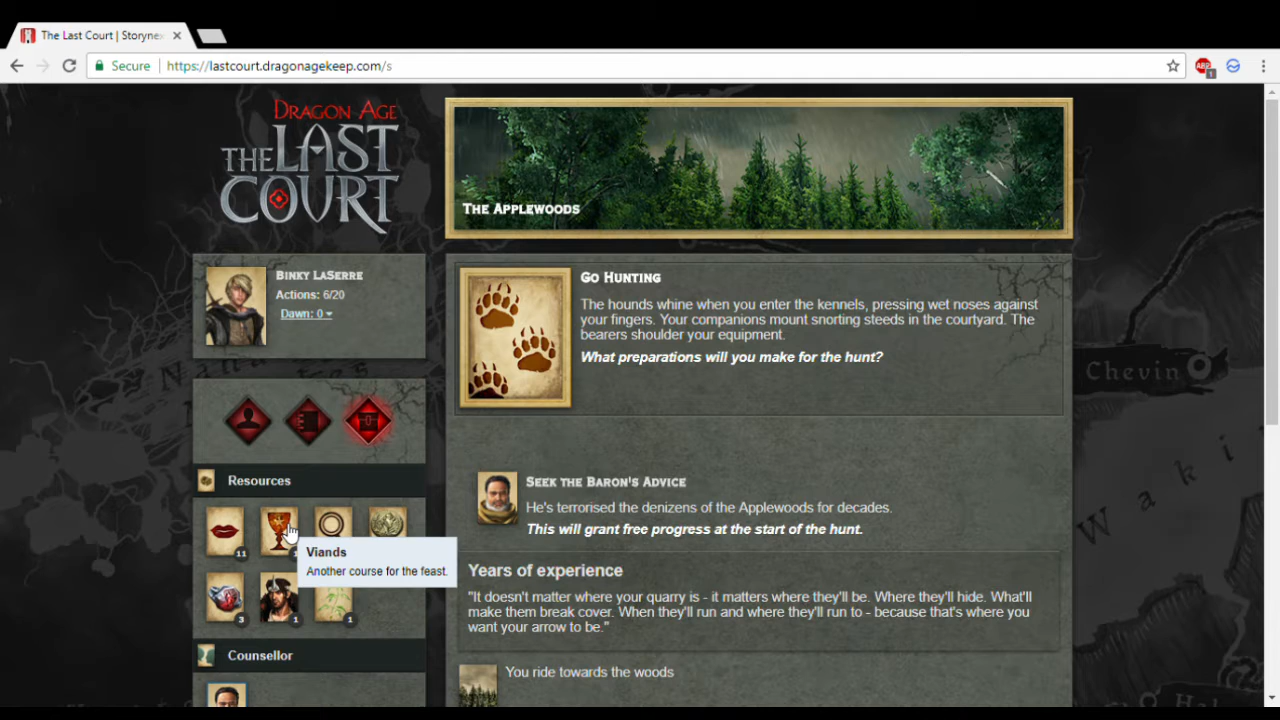 The Last Court | Storynex
Secure
https://lastcourt.dragonagekeep.com/s
ABP
1
DRAGON AGE
THE LAST
COURT
THE APPLEWOODS
BINKY LASERRE
Actions: 6/20
Dawn: 0
GO HUNTING
The hounds whine when you enter the kennels, pressing wet noses against
your fingers. Your companions mount snorting steeds in the courtyard. The
bearers shoulder your equipment.
What preparations will you make for the hunt?
Chevin
Resources
11
Viands
Another course for the feast.
3
1
1
SEEK THE BARON'S ADVICE
He's terrorised the denizens of the Applewoods for decades.
This will grant free progress at the start of the hunt.
Years of experience
"It doesn't matter where your quarry is - it matters where they'll be. Where they'll hide. What'll
make them break cover. When they'll run and where they'll run to - because that's where you
want your arrow to be."
Counsellor
You ride towards the woods